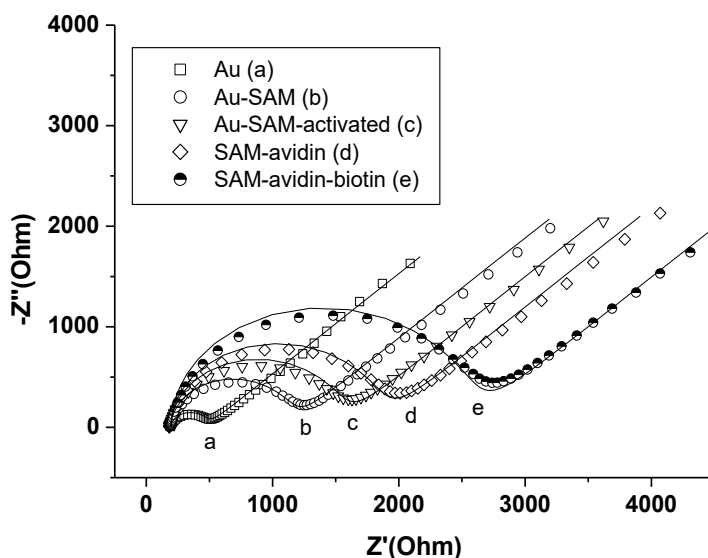 4000
3000
2000
1000
0
-Z"(Ohm)
Au (a)
Au-SAM (b)
Au-SAM-activated (c)
SAM-avidin (d)
SAM-avidin-biotin (e)
a
b
c
d
e
0
1000
2000
3000
4000
Z'(Ohm)